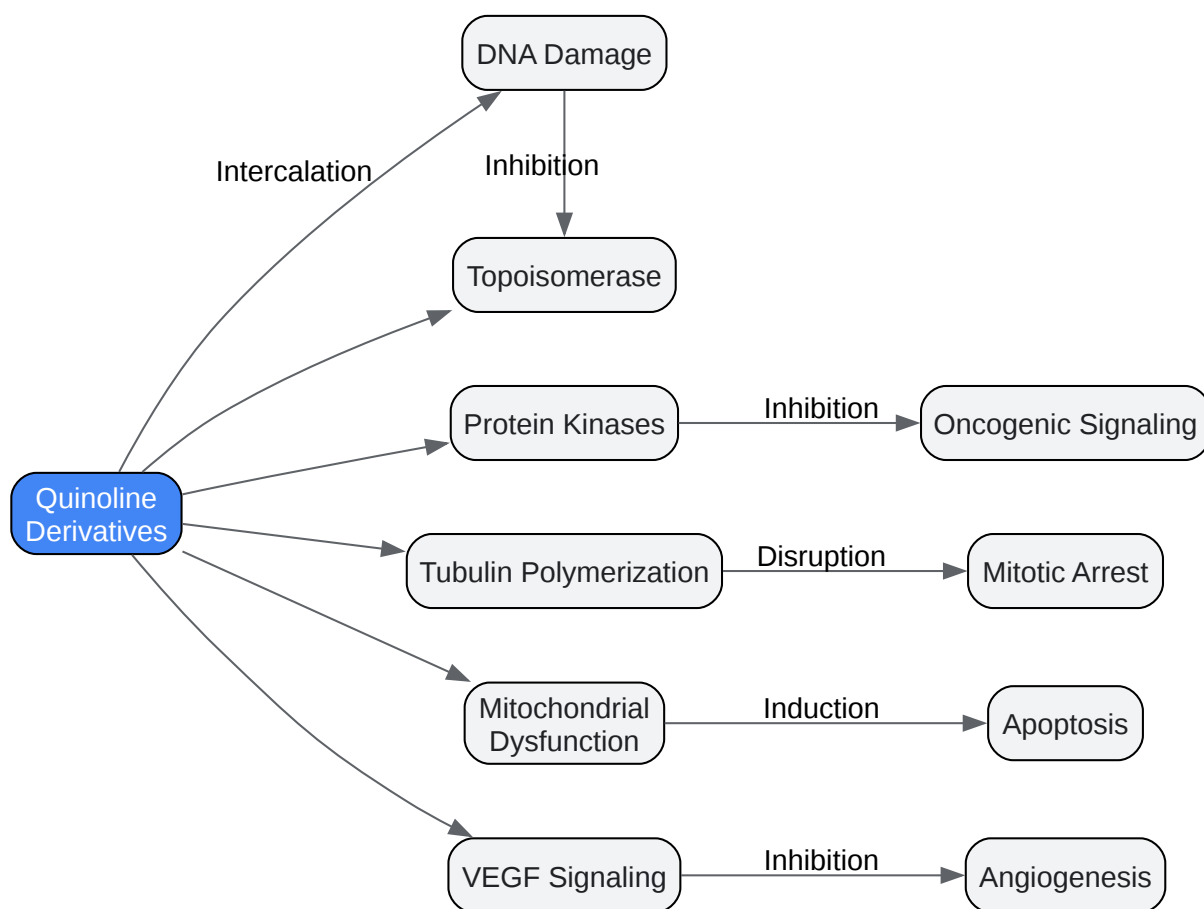 DNA Damage
Intercalation
Inhibition
Topoisomerase
Protein Kinases
Inhibition
Oncogenic Signaling
Quinoline
Derivatives
Tubulin Polymerization
Disruption
Mitotic Arrest
Mitochondrial
Dysfunction
Induction
Apoptosis
VEGF Signaling
Inhibition
Angiogenesis